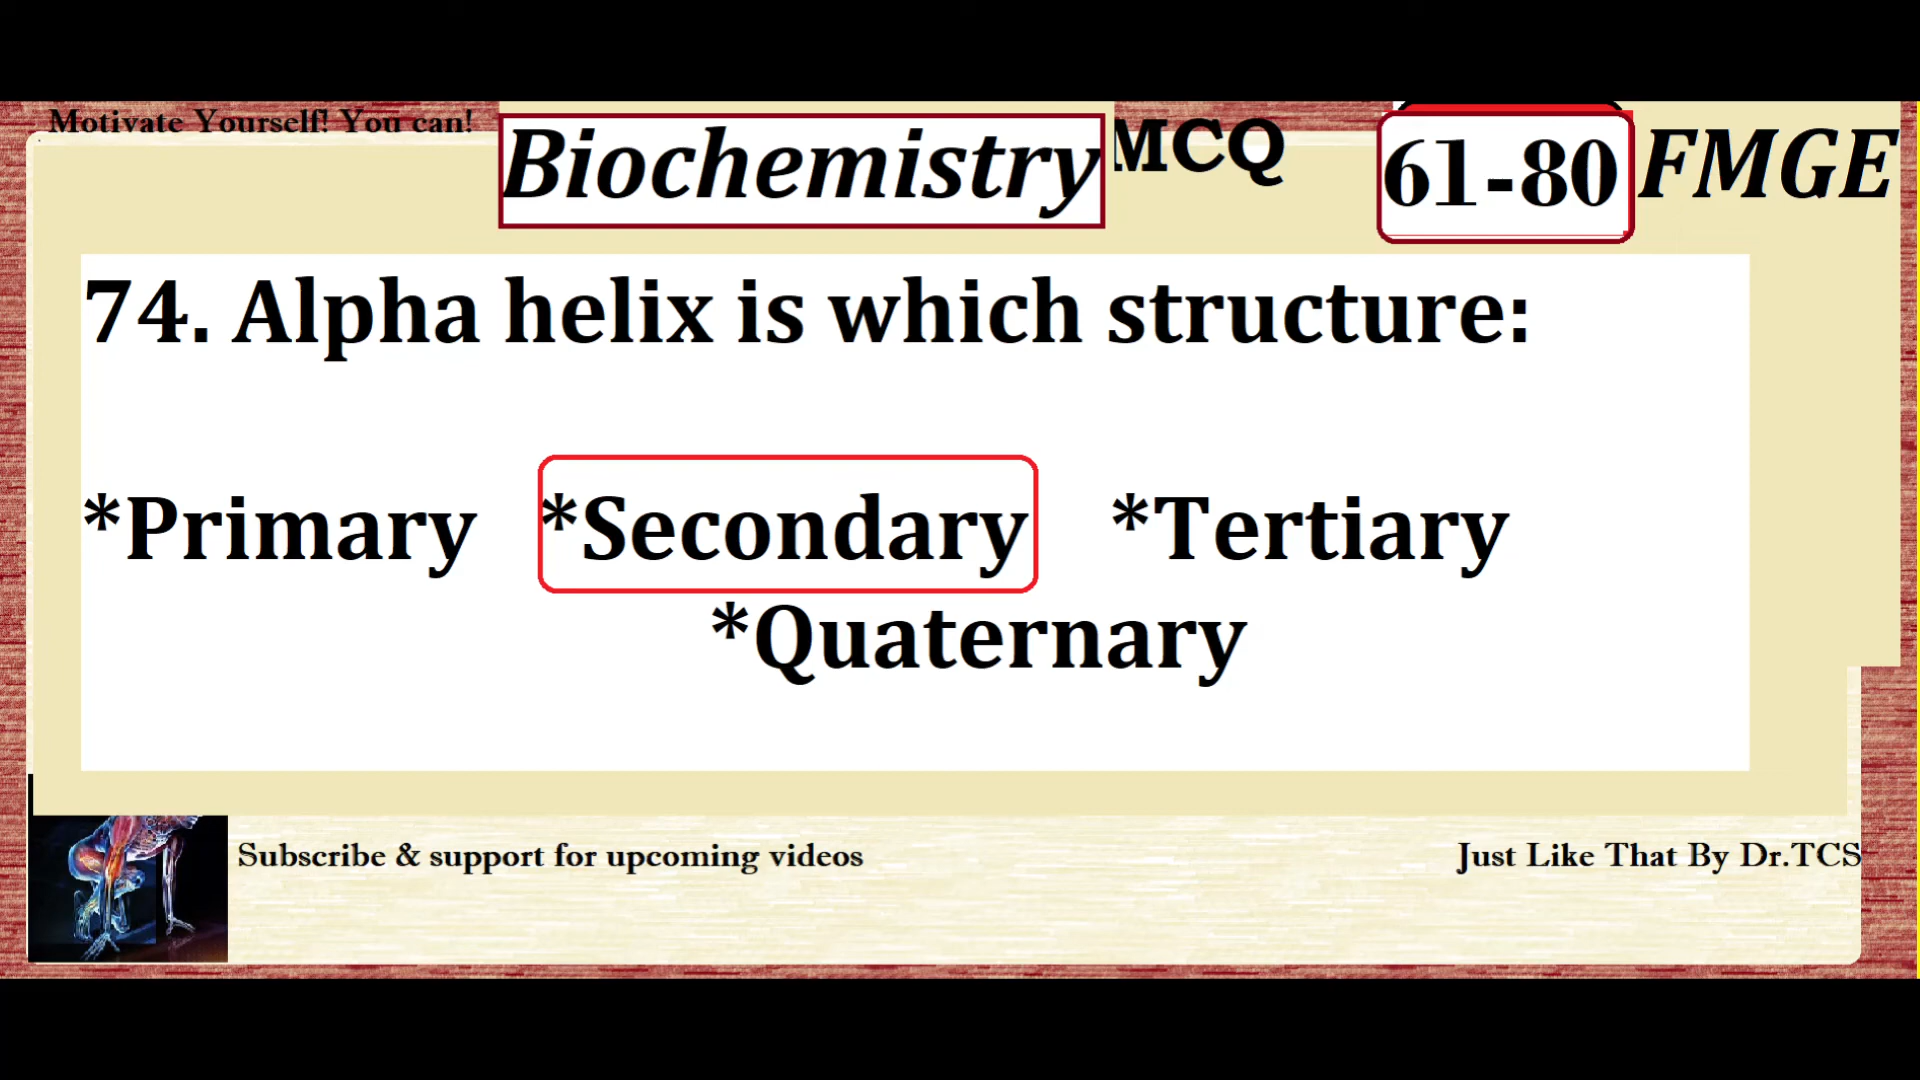 Motivate Yourself! You can!
Biochemistry MCQ 61-80 FMGE
74. Alpha helix is which structure:
*Primary *Secondary *Tertiary
*Quaternary
Subscribe & support for upcoming videos
Just Like That By Dr.TCS